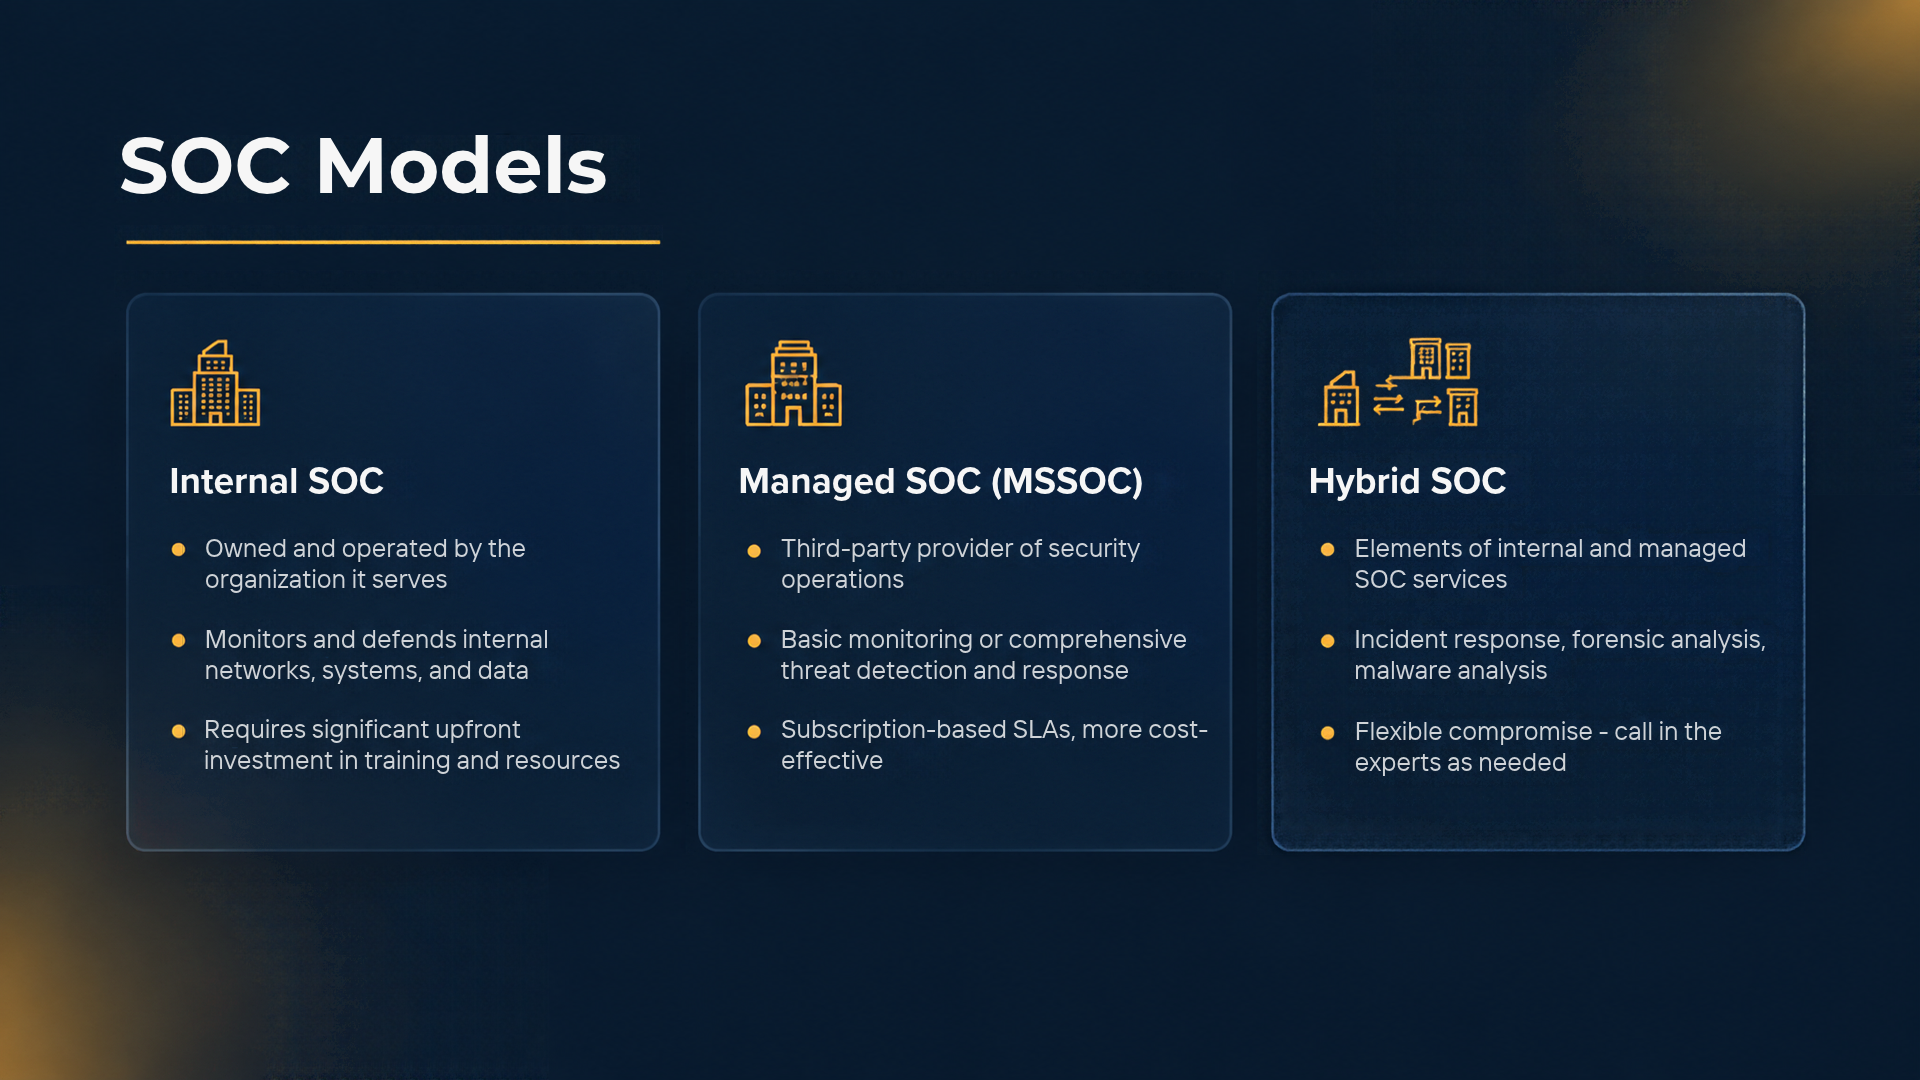 SOC Models
Internal SOC
Owned and operated by the
organization it serves
Monitors and defends internal
networks, systems, and data
Requires significant upfront
investment in training and resources
Managed SOC (MSSOC)
Third-party provider of security
operations
Basic monitoring or comprehensive
threat detection and response
Subscription-based SLAs, more cost-
effective
Hybrid SOC
Elements of internal and managed
SOC services
Incident response, forensic analysis,
malware analysis
Flexible compromise - call in the
experts as needed